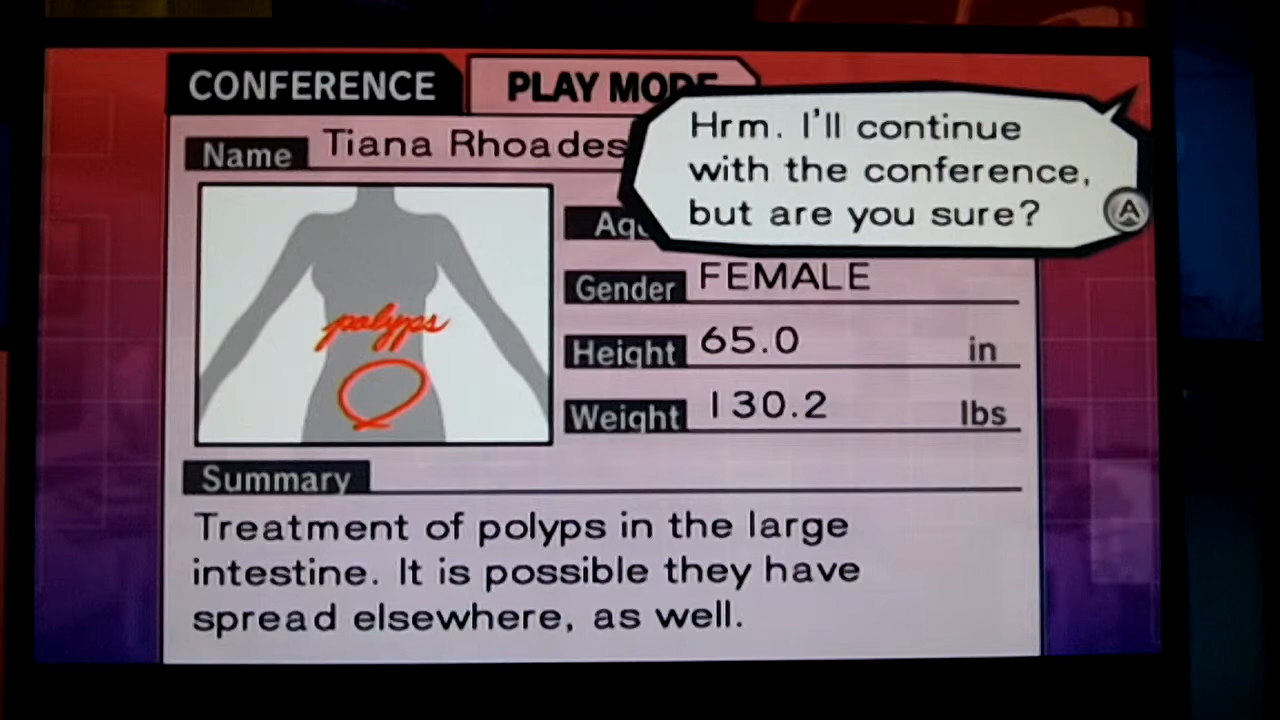 CONFERENCE
PLAY MODE
Name Tiana Rhoades
Hrm. I'll continue
with the conference,
but are you sure?
A
Age
Gender FEMALE
Height 65.0 in
Weight 130.2 lbs
polyps
Summary
Treatment of polyps in the large
intestine. It is possible they have
spread elsewhere, as well.